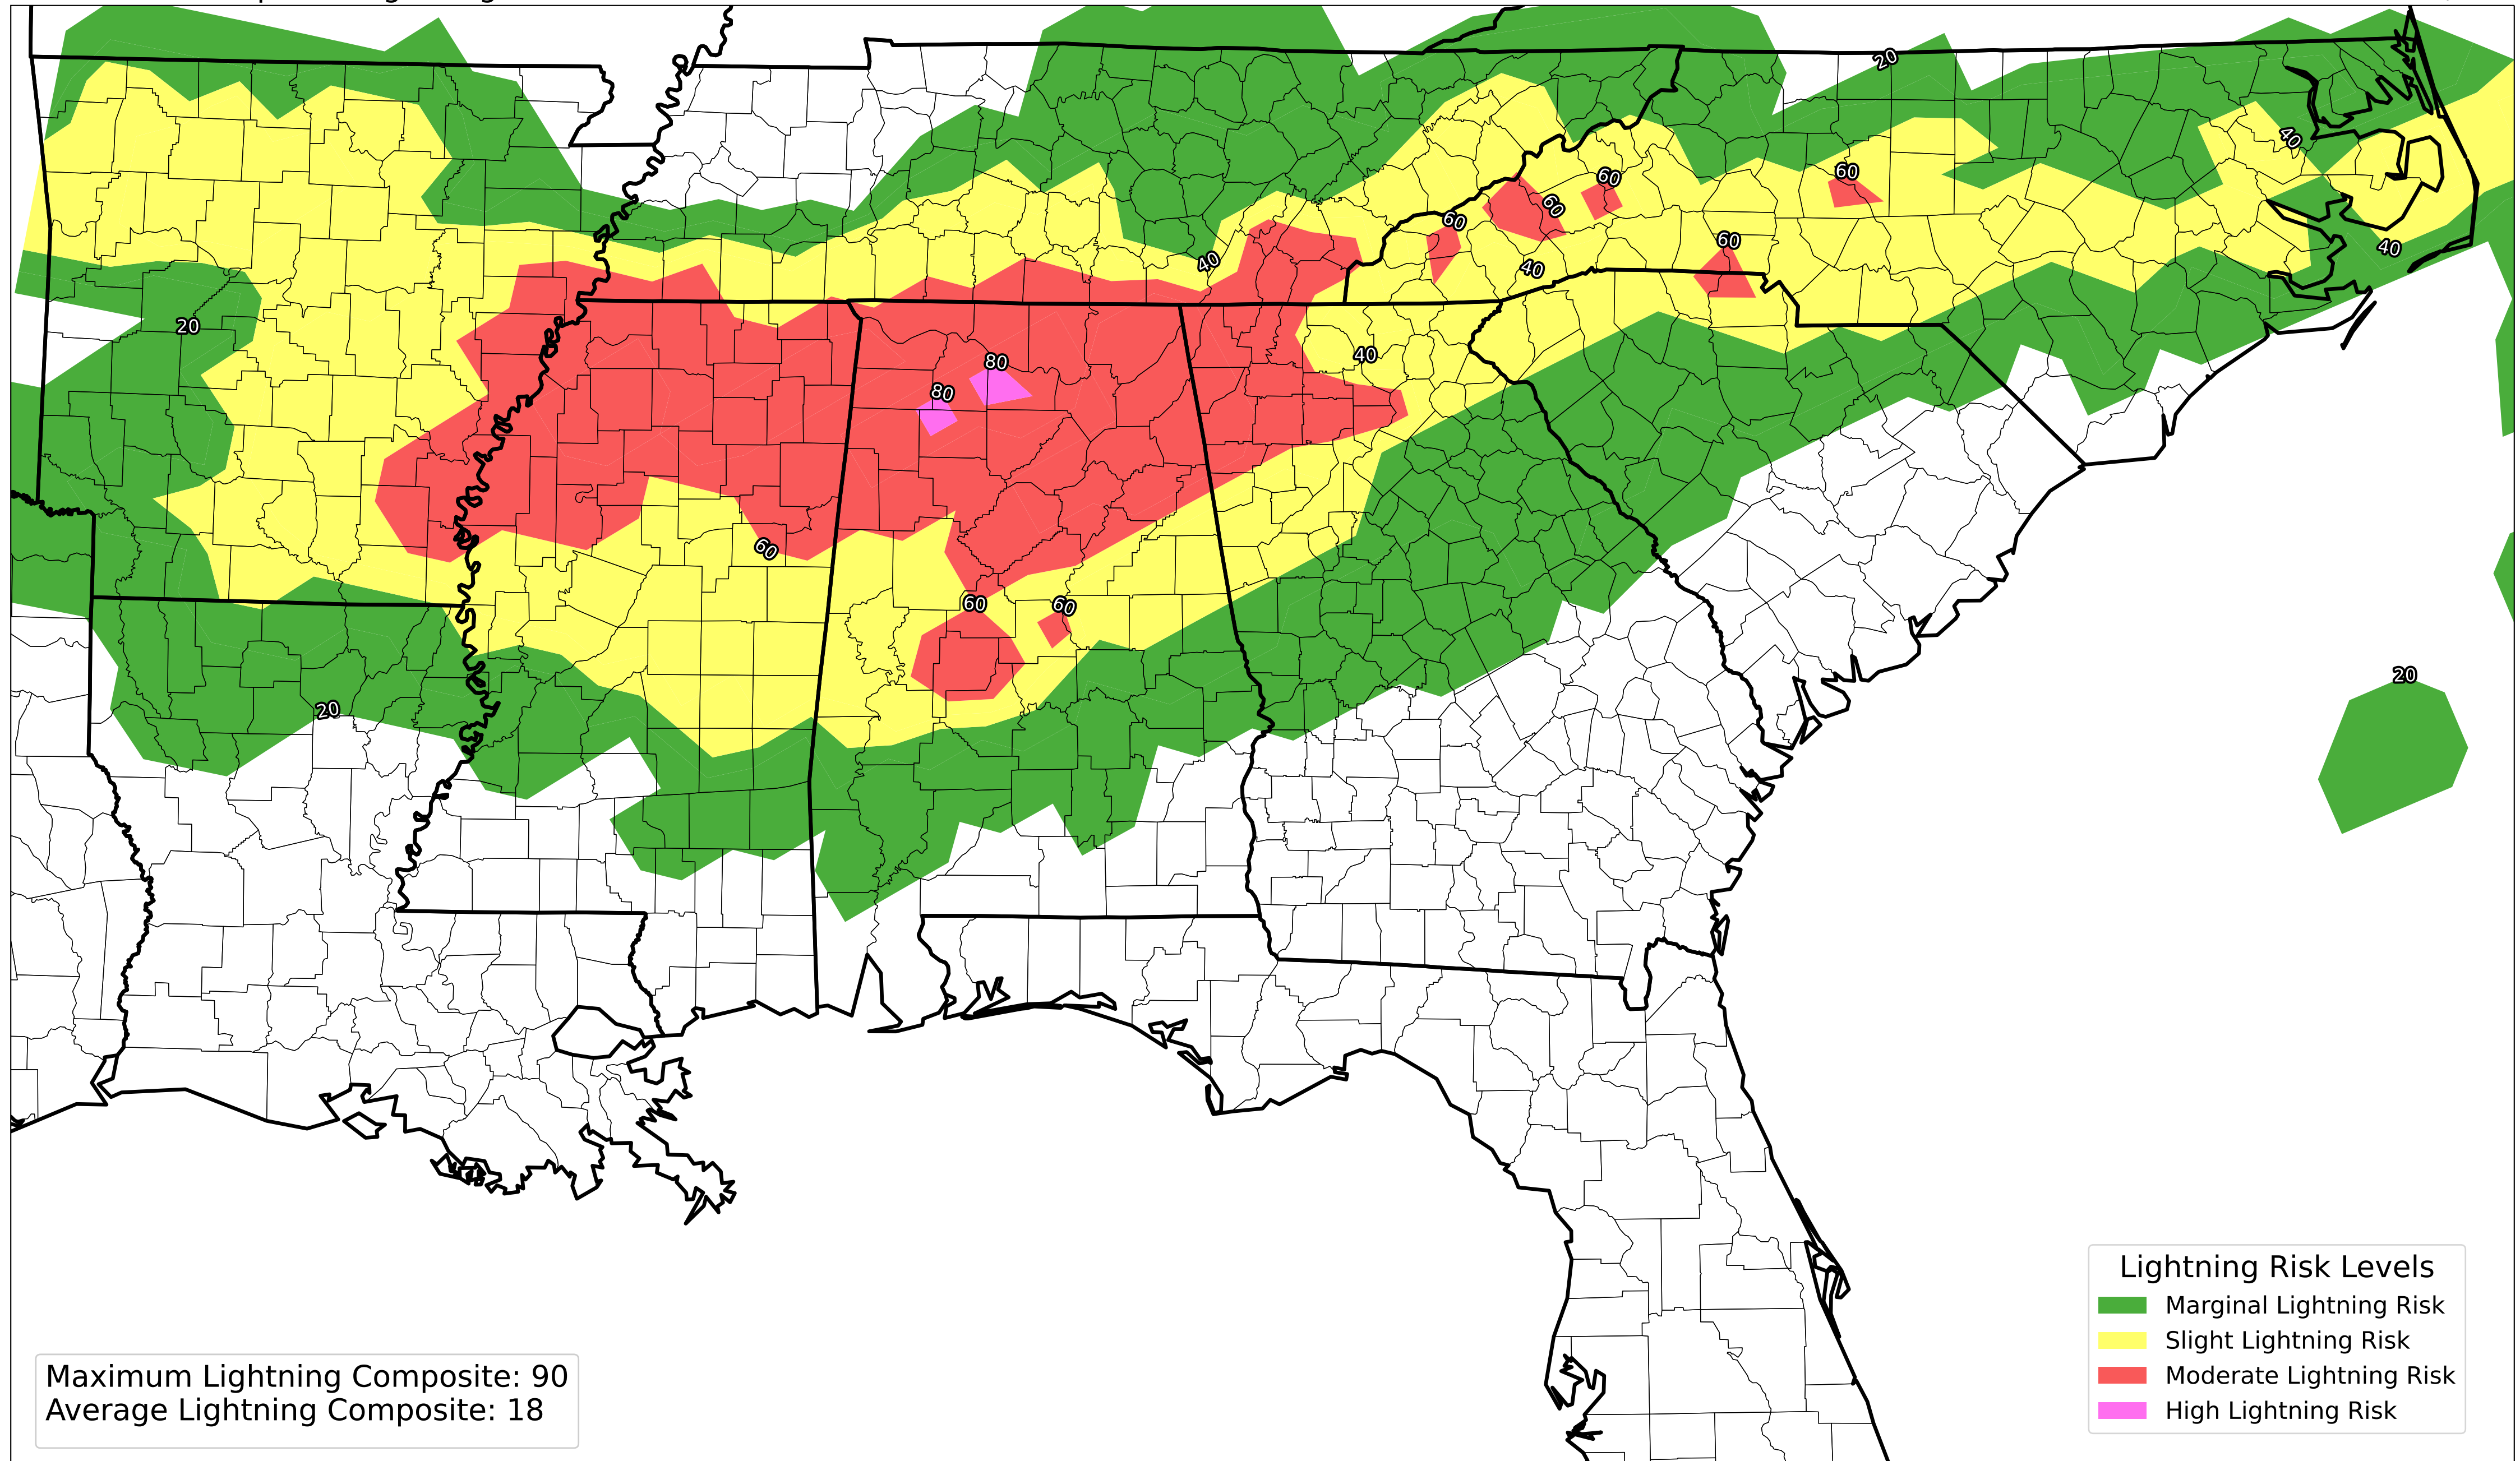 20
40
60
60
60
60
40
60
40
40
40
20
80
40
80
60
60
60
20
20
Lightning Risk Levels
Marginal Lightning Risk
Slight Lightning Risk
Moderate Lightning Risk
High Lightning Risk
Maximum Lightning Composite: 90
Average Lightning Composite: 18